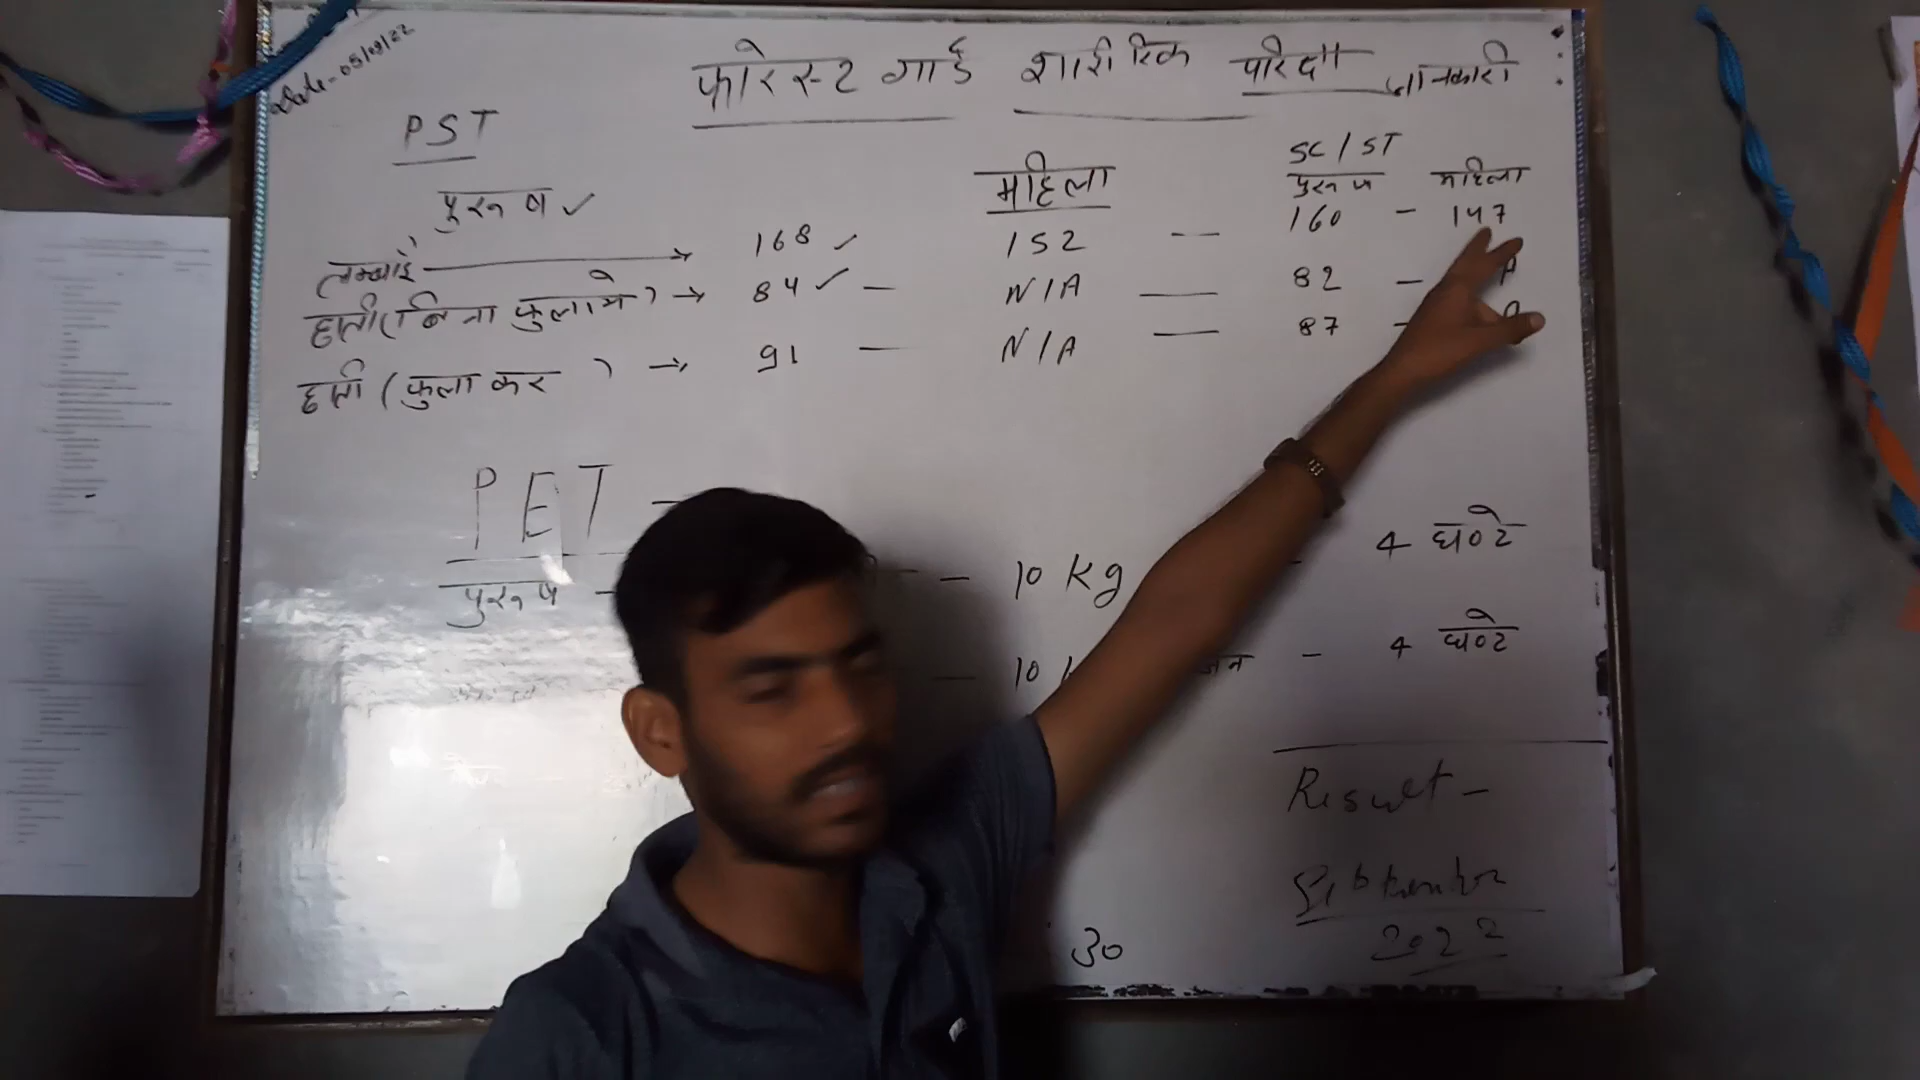 Date - 05/09/22
फोरेस्ट गार्ड शारीरिक परिक्षा जानकारी :
PST
पुरुष ✓ महिला SC / ST
पुरुष महिला
लम्बाई → 168 ✓ 152 — 160 - 147
छाती (बिना फुलाये) → 84 ✓ — N/A — 82 -
छाती (फुला कर) → 91 — N/A — 87 -
PET -
पुरुष - - 10 kg - 4 घण्टे
— 10 - 4 घण्टे
Result -
September
2022
30